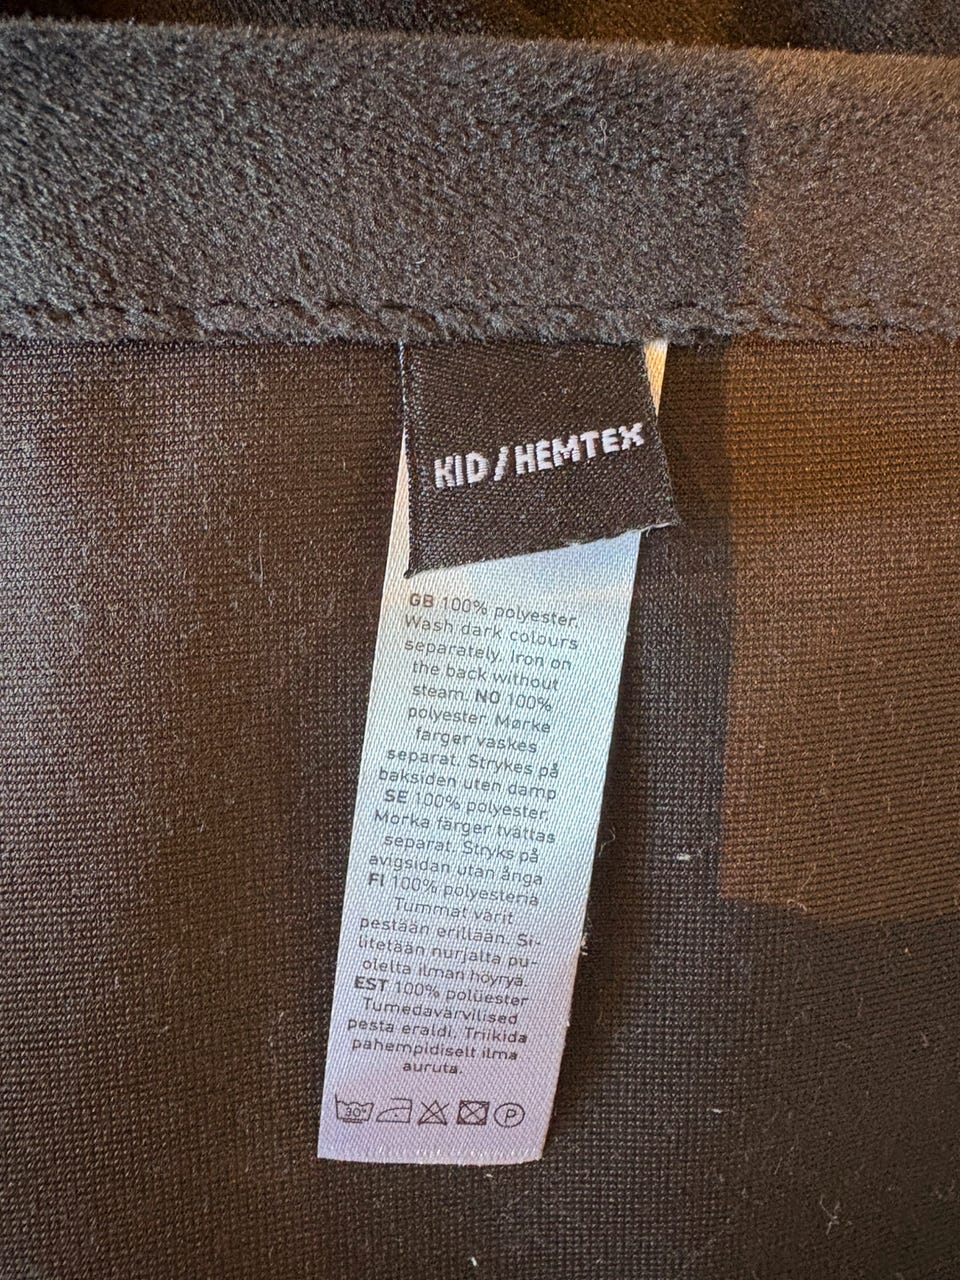 KID/HEMTEX
GB 100% polyester.
Wash dark colours
separately. Iron on
the back without
steam. NO 100%
polyester. Mørke
farger vaskes
separat. Strykes på
baksiden uten damp
SE 100% polyester.
Mörka färger tvättas
separat. Stryks på
avigsidan utan ånga
FI 100% polyesteria
Tummat värit
pestään erillään. Si-
litetään nurjalta pu-
olelta ilman höyryä.
EST 100% polüester
Tumedavärvilised
pesta eraldi. Triikida
pahempidiselt ilma
auruta.
30° P